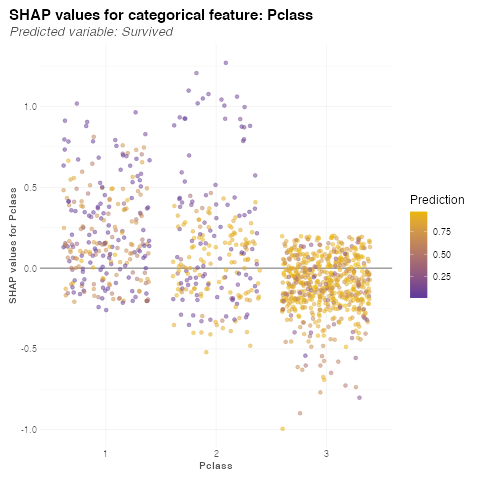 SHAP values for categorical feature: Pclass
Predicted variable: Survived
SHAP values for Pclass
1.0
0.5
0.0
-0.5
-1.0
1
2
3
Pclass
Prediction
0.75
0.50
0.25